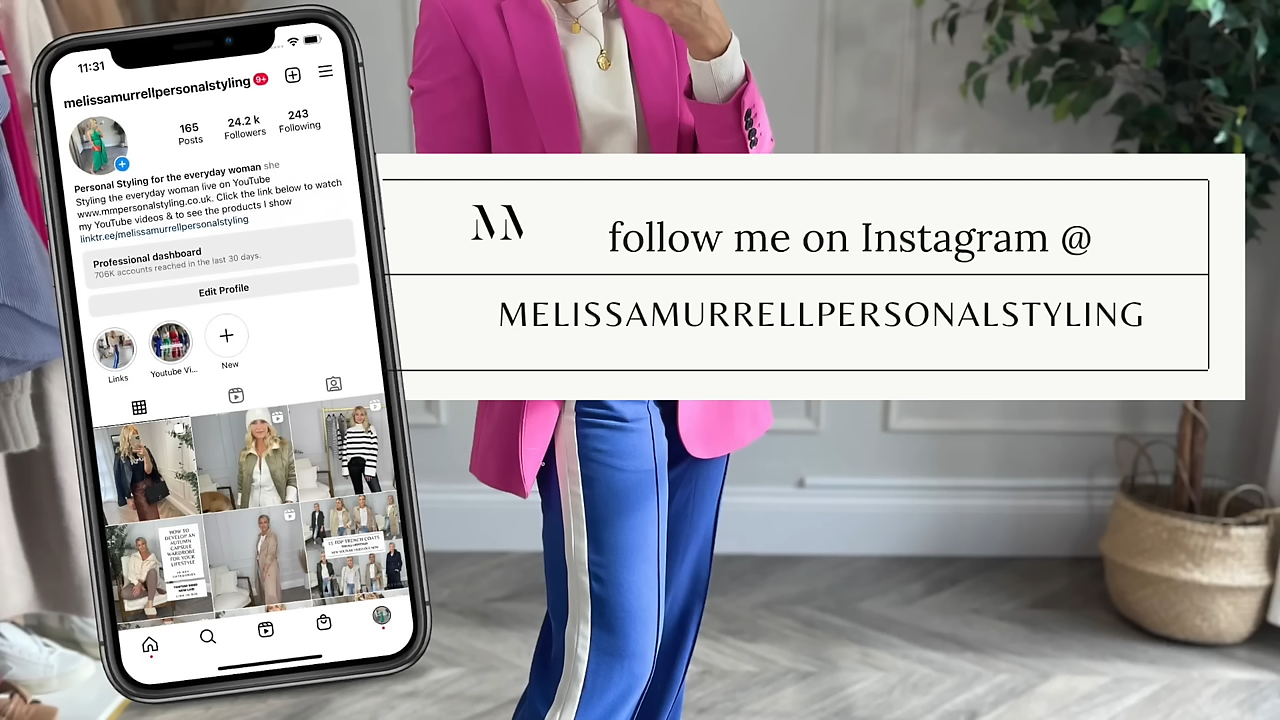 11:31
melissamurrellpersonalstyling 9+
165 24.2 k 243
Posts Followers Following
Personal Styling for the everyday woman she
Styling the everyday woman live on YouTube
www.mmpersonalstyling.co.uk. Click the link below to watch
my YouTube videos & to see the products I show
linktr.ee/melissamurrellpersonalstyling
Professional dashboard
706K accounts reached in the last 30 days.
Edit Profile
Links Youtube Vi... New
HOW TO
DEVELOP AN
AUTUMN
CAPSULE
WARDROBE
FOR YOUR
LIFESTYLE
15 TOP TRENCH COATS
MM
follow me on Instagram @
MELISSAMURRELLPERSONALSTYLING